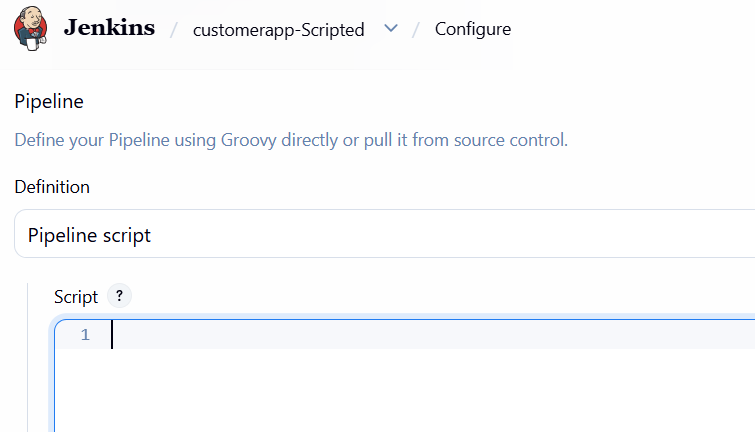 Jenkins / customerapp-Scripted / Configure
Pipeline
Define your Pipeline using Groovy directly or pull it from source control.
Definition
Pipeline script
Script ?
1